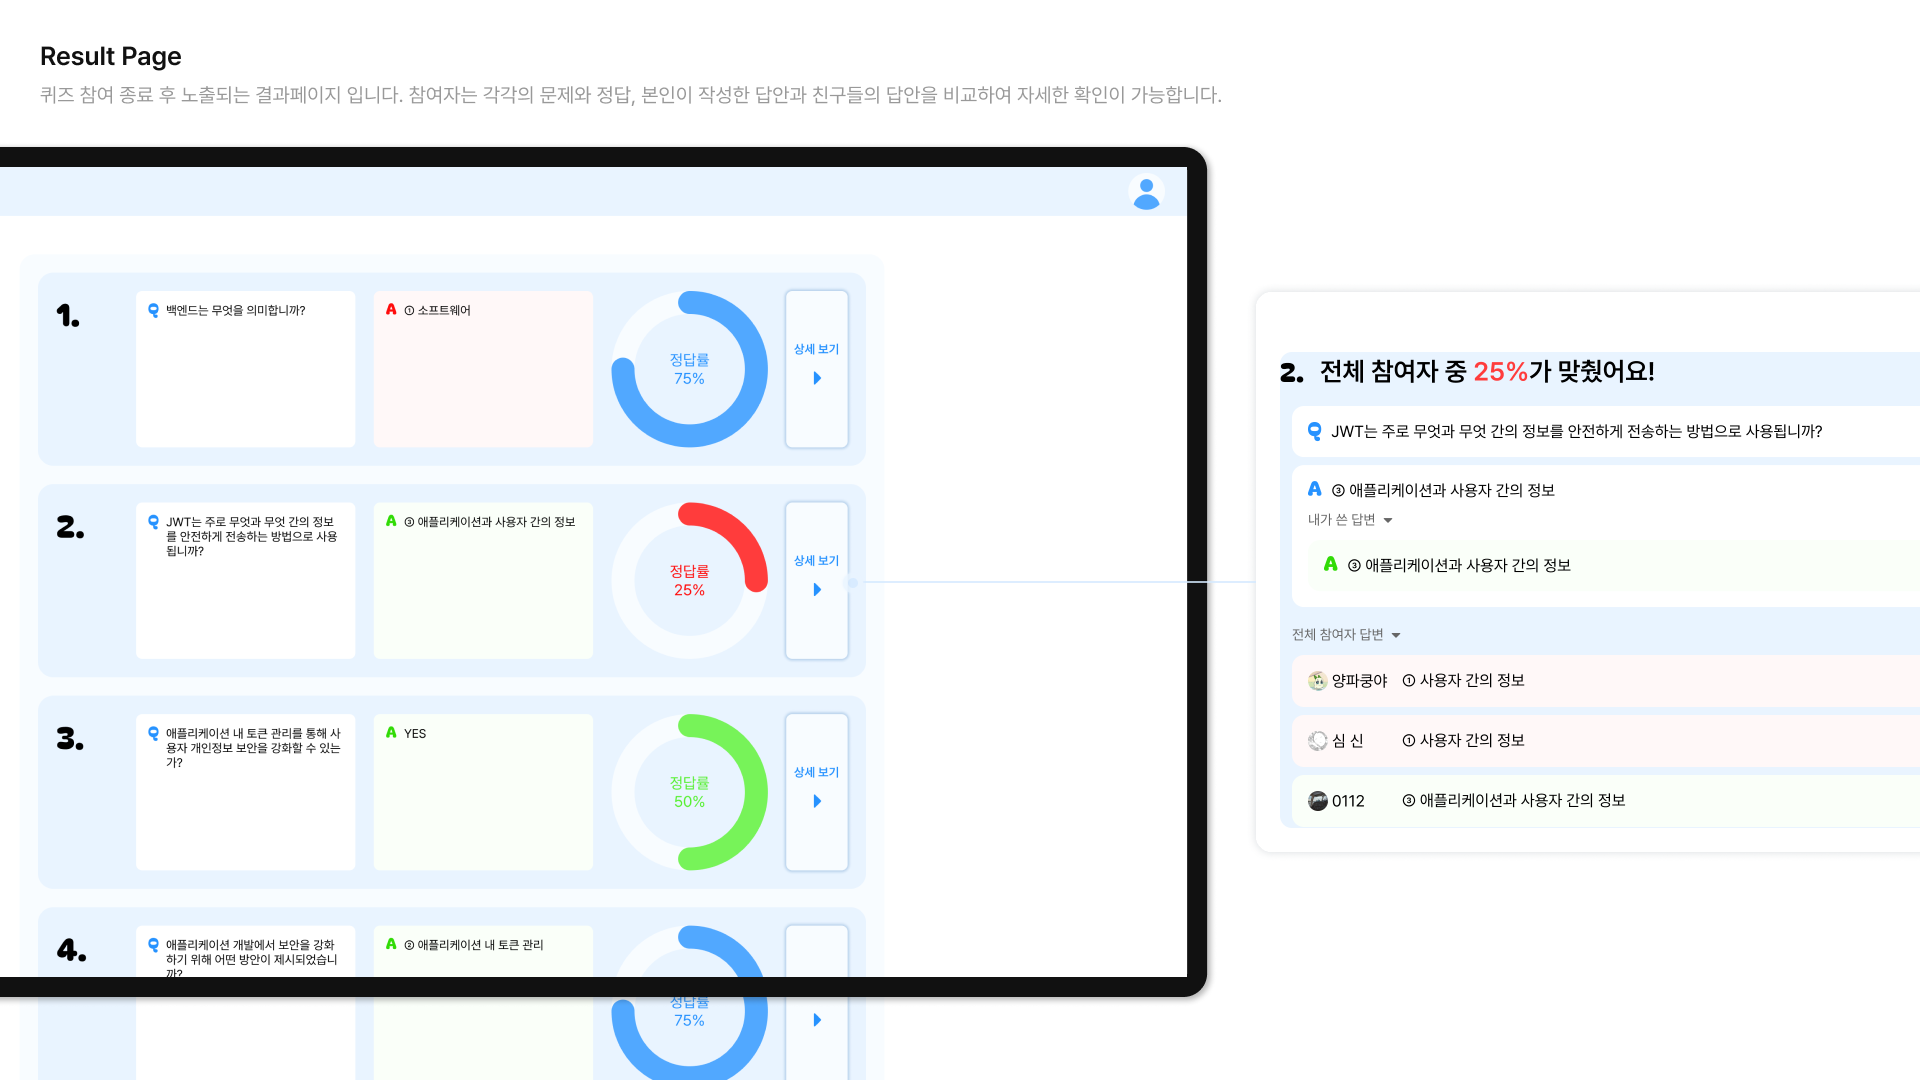 Result Page
퀴즈 참여 종료 후 노출되는 결과페이지 입니다. 참여자는 각각의 문제와 정답, 본인이 작성한 답안과 친구들의 답안을 비교하여 자세한 확인이 가능합니다.
1.
Q 백엔드는 무엇을 의미합니까?
A ① 소프트웨어
정답률
75%
상세 보기
2.
Q JWT는 주로 무엇과 무엇 간의 정보
를 안전하게 전송하는 방법으로 사용
됩니까?
A ③ 애플리케이션과 사용자 간의 정보
정답률
25%
상세 보기
3.
Q 애플리케이션 내 토큰 관리를 통해 사
용자 개인정보 보안을 강화할 수 있는
가?
A YES
정답률
50%
상세 보기
4.
Q 애플리케이션 개발에서 보안을 강화
하기 위해 어떤 방안이 제시되었습니
까?
A ② 애플리케이션 내 토큰 관리
정답률
75%
2. 전체 참여자 중 25%가 맞췄어요!
Q JWT는 주로 무엇과 무엇 간의 정보를 안전하게 전송하는 방법으로 사용됩니까?
A ③ 애플리케이션과 사용자 간의 정보
내가 쓴 답변
A ③ 애플리케이션과 사용자 간의 정보
전체 참여자 답변
양파쿵야 ① 사용자 간의 정보
심 신 ① 사용자 간의 정보
0112 ③ 애플리케이션과 사용자 간의 정보